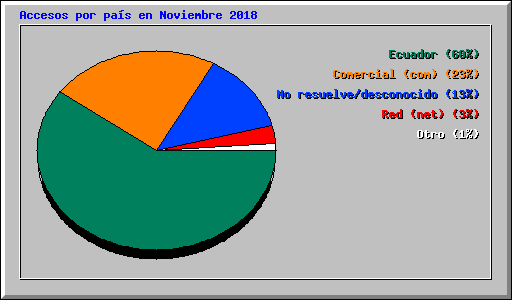 Accesos por país en Noviembre 2018
Ecuador (60%)
Comercial (com) (23%)
No resuelve/desconocido (13%)
Red (net) (3%)
Otro (1%)